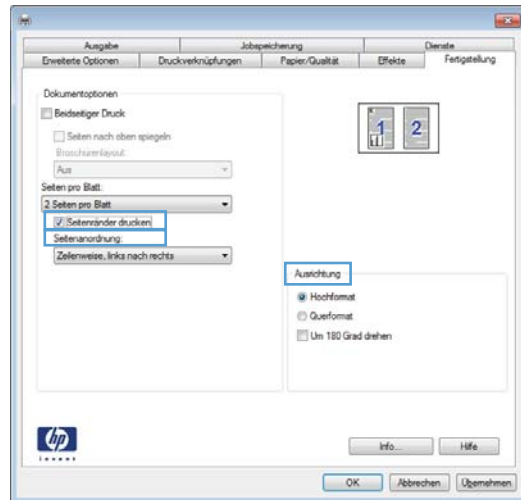 Ausgabe
Jobspeicherung
Dienste
Erweiterte Optionen
Druckverknüpfungen
Papier/Qualität
Effekte
Fertigstellung
Dokumentoptionen
Beidseitiger Druck
Seiten nach oben spiegeln
Broschürenlayout:
Aus
Seiten pro Blatt:
2 Seiten pro Blatt
Seitenränder drucken
Seitenanordnung:
Zeilenweise, links nach rechts
1 2
Ausrichtung
Hochformat
Querformat
Um 180 Grad drehen
hp
invent
Info...
Hilfe
OK
Abbrechen
Übernehmen